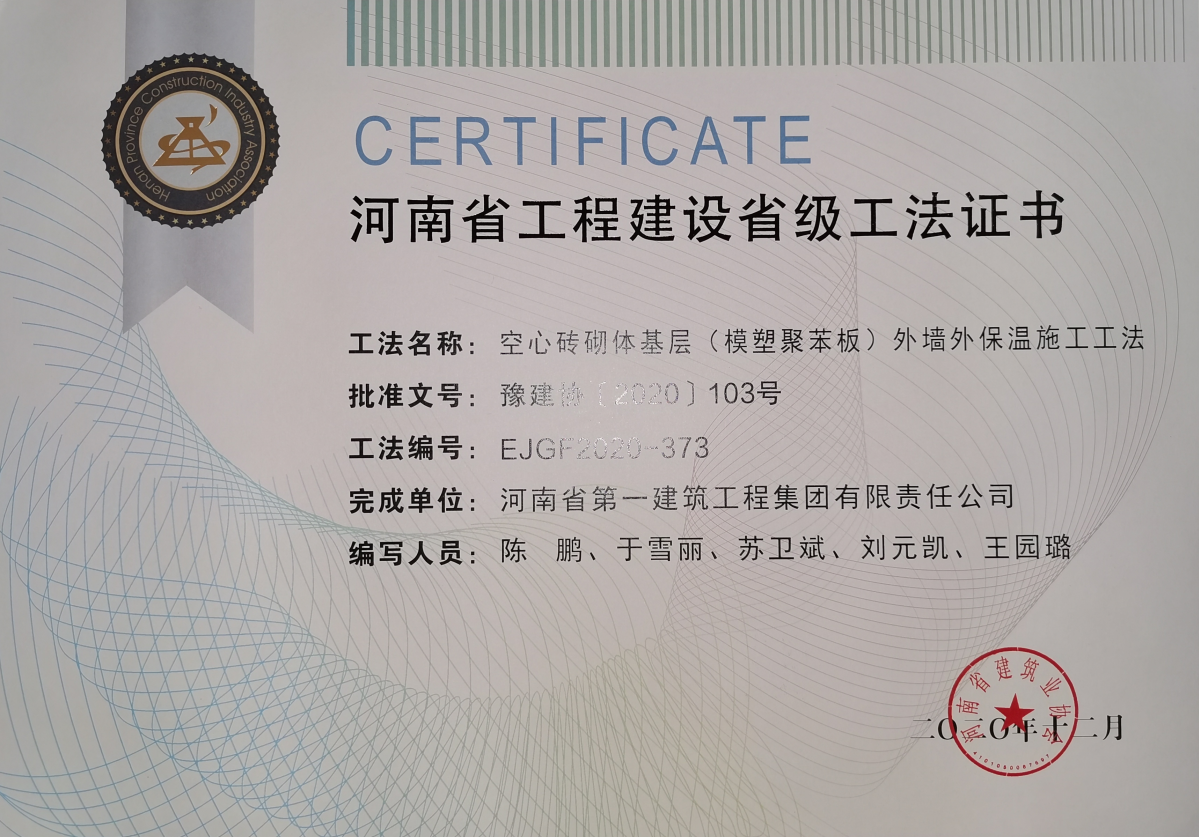 Henan Province Construction Industry Association
CERTIFICATE
河南省工程建设省级工法证书
工法名称：空心砖砌体基层（模塑聚苯板）外墙外保温施工工法
批准文号：豫建协〔2020〕103号
工法编号：EJGF2020-373
完成单位：河南省第一建筑工程集团有限责任公司
编写人员：陈　鹏、于雪丽、苏卫斌、刘元凯、王园璐
河南省建筑业协会
二〇二〇年十二月